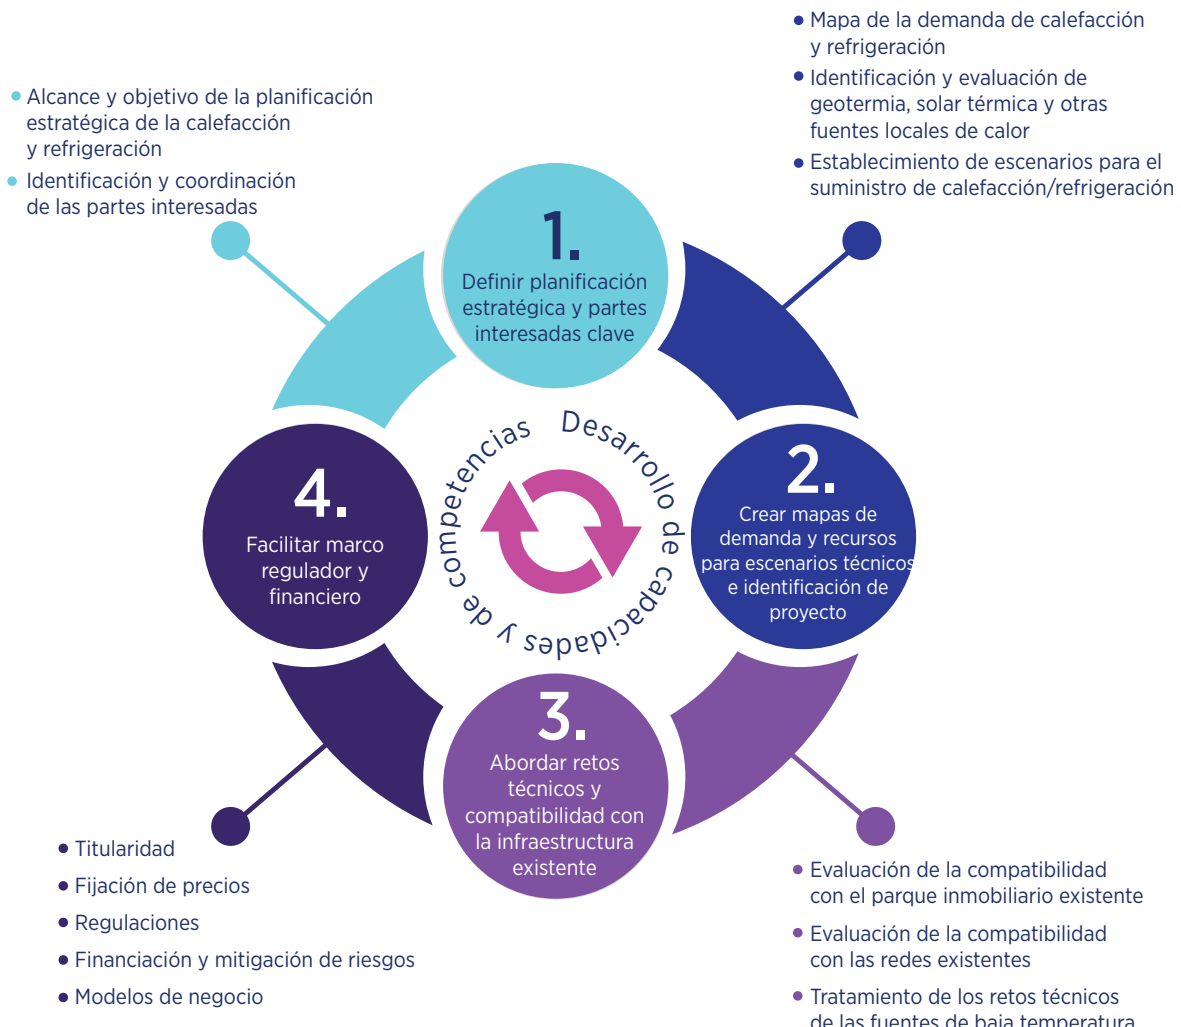 • Alcance y objetivo de la planificación
estratégica de la calefacción
y refrigeración
• Identificación y coordinación
de las partes interesadas
• Mapa de la demanda de calefacción
y refrigeración
• Identificación y evaluación de
geotermia, solar térmica y otras
fuentes locales de calor
• Establecimiento de escenarios para el
suministro de calefacción/refrigeración
1.
Definir planificación
estratégica y partes
interesadas clave
2.
Crear mapas de
demanda y recursos
para escenarios técnicos
e identificación de
proyecto
3.
Abordar retos
técnicos y
compatibilidad con
la infraestructura
existente
4.
Facilitar marco
regulador y
financiero
Desarrollo de capacidades y de competencias
• Titularidad
• Fijación de precios
• Regulaciones
• Financiación y mitigación de riesgos
• Modelos de negocio
• Evaluación de la compatibilidad
con el parque inmobiliario existente
• Evaluación de la compatibilidad
con las redes existentes
• Tratamiento de los retos técnicos
de las fuentes de baja temperatura